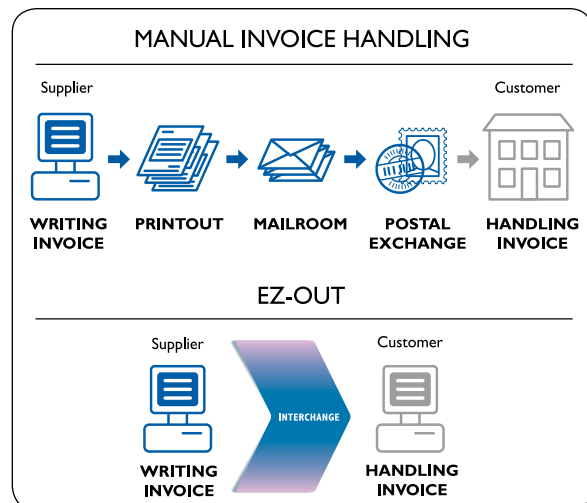 MANUAL INVOICE HANDLING
Supplier
Customer
WRITING
INVOICE
PRINTOUT
MAILROOM
POSTAL
EXCHANGE
HANDLING
INVOICE
EZ-OUT
Supplier
Customer
INTERCHANGE
WRITING
INVOICE
HANDLING
INVOICE